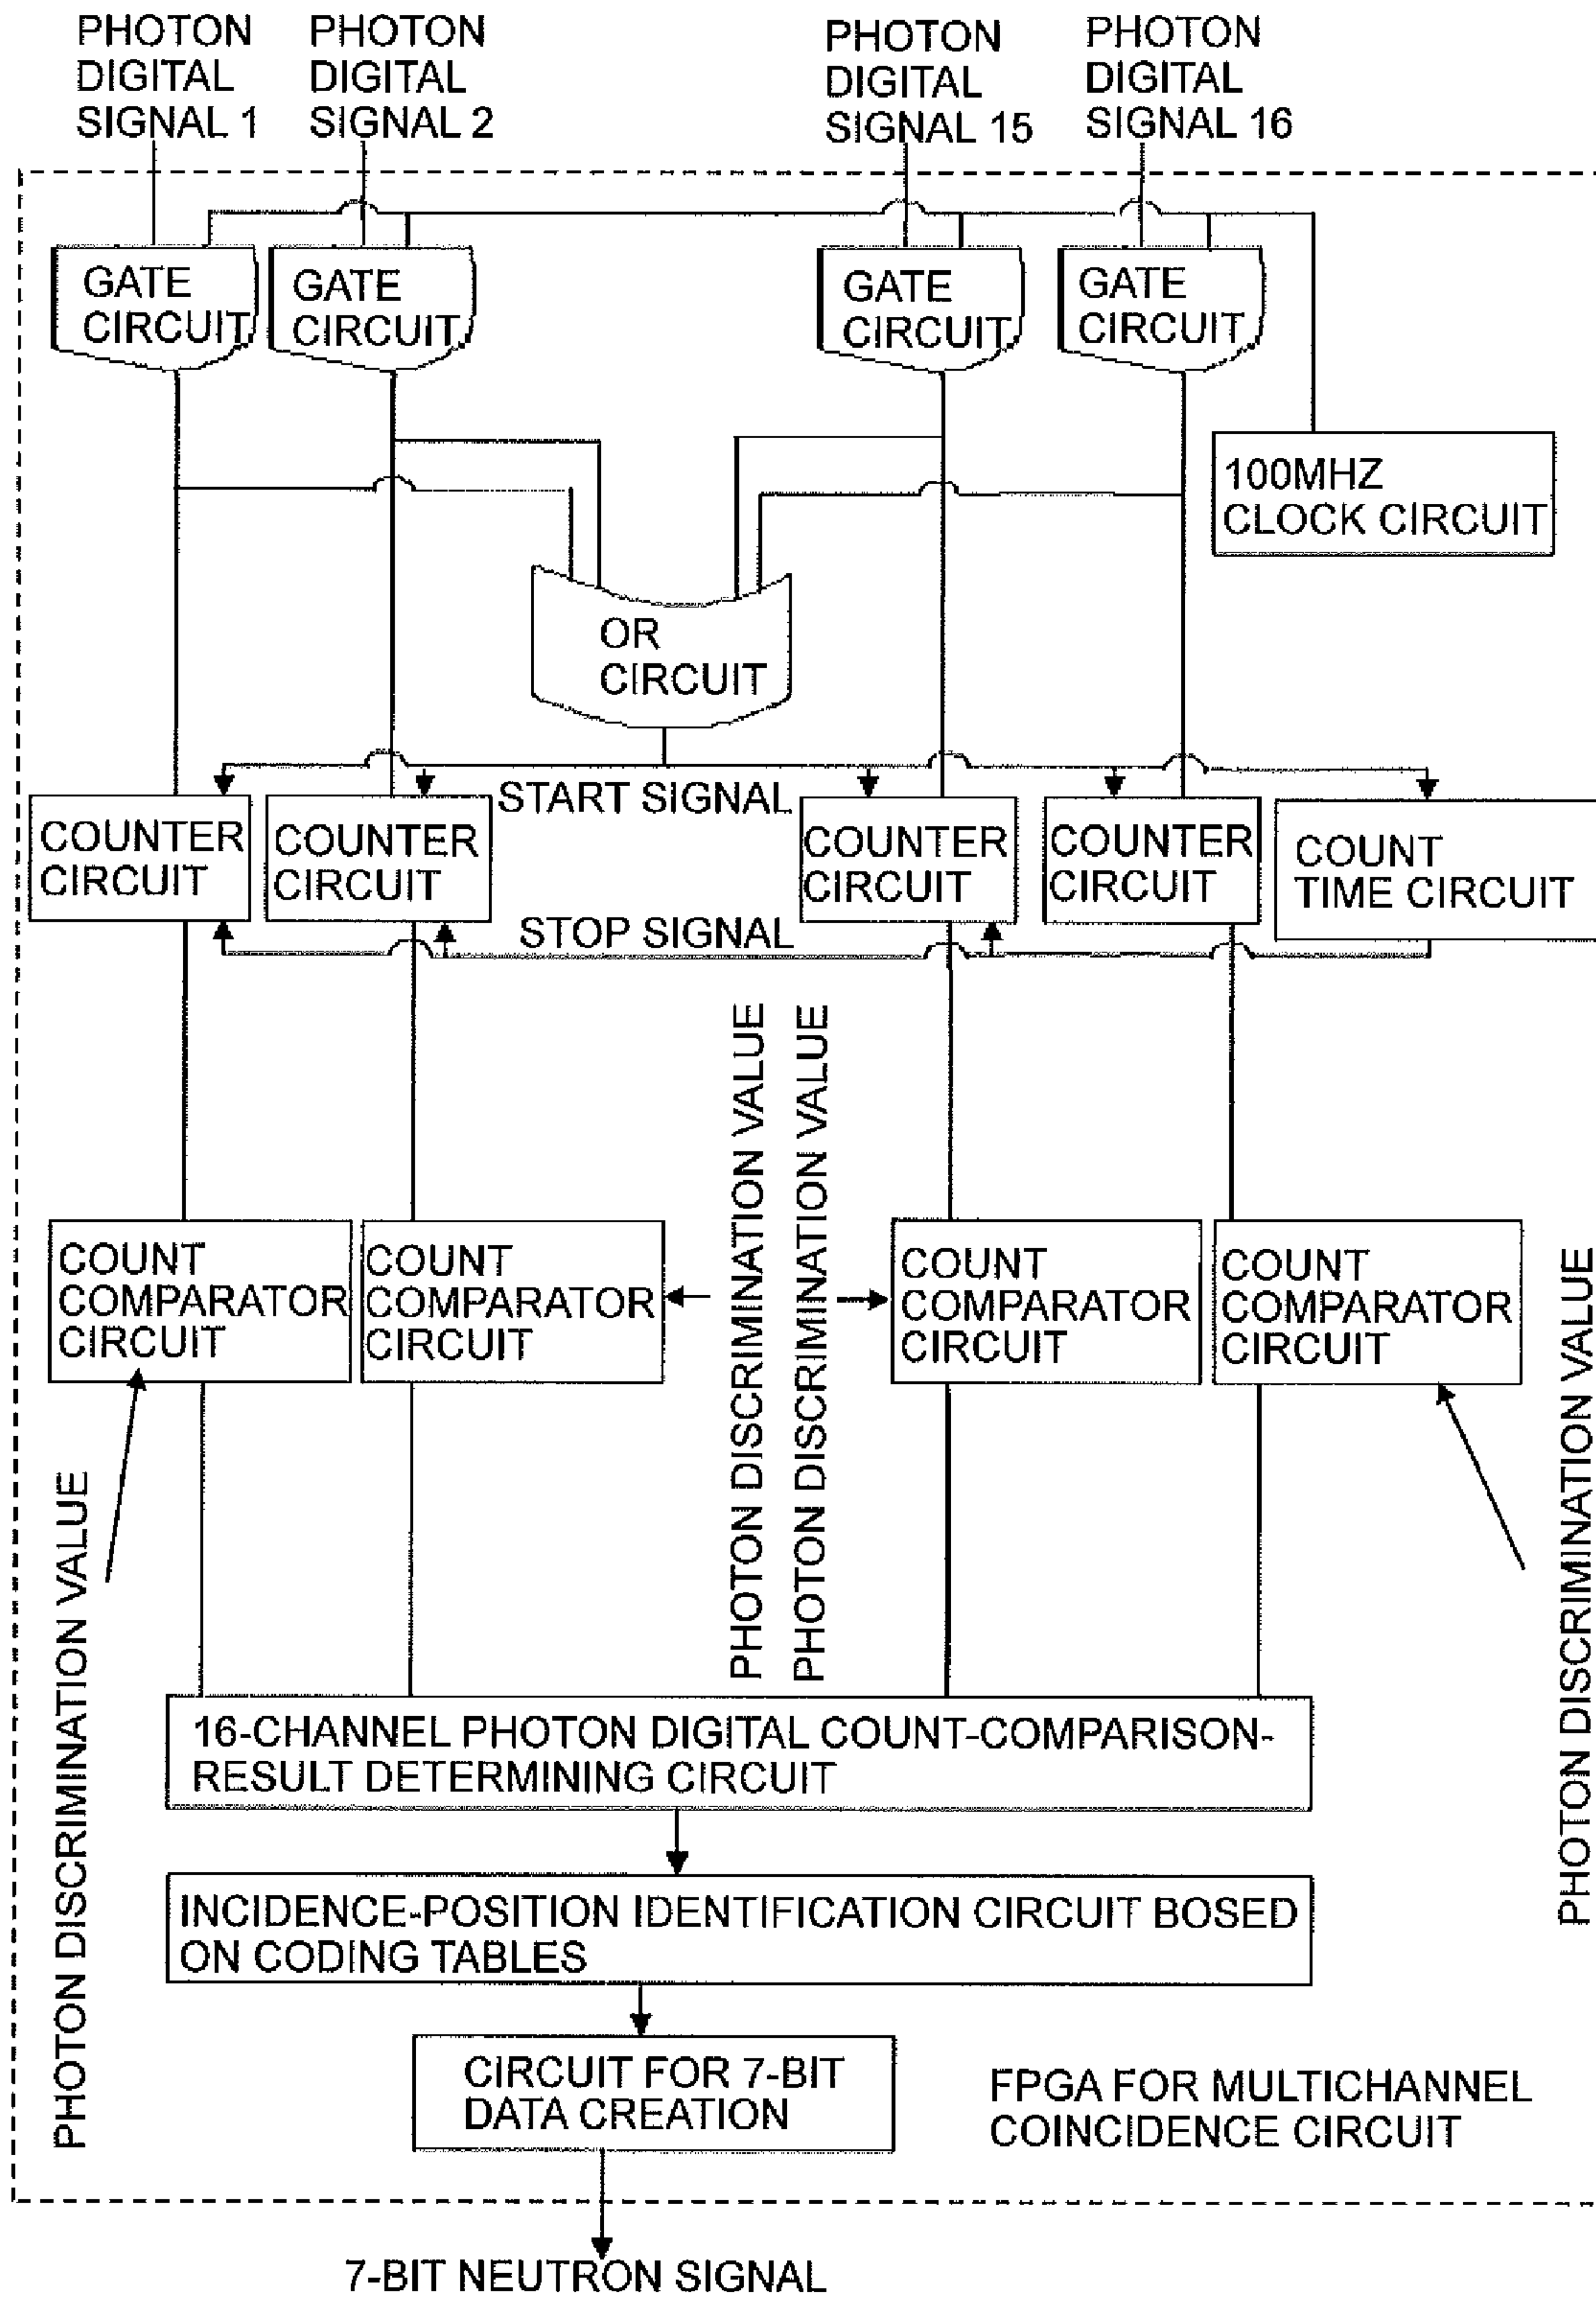 PHOTON
DIGITAL
SIGNAL 1
PHOTON
DIGITAL
SIGNAL 2
PHOTON
DIGITAL
SIGNAL 15
PHOTON
DIGITAL
SIGNAL 16
GATE
CIRCUIT
GATE
CIRCUIT
GATE
CIRCUIT
GATE
CIRCUIT
100MHZ
CLOCK CIRCUIT
OR
CIRCUIT
START SIGNAL
COUNTER
CIRCUIT
COUNTER
CIRCUIT
COUNTER
CIRCUIT
COUNTER
CIRCUIT
COUNT
TIME CIRCUIT
STOP SIGNAL
PHOTON DISCRIMINATION VALUE
PHOTON DISCRIMINATION VALUE
COUNT
COMPARATOR
CIRCUIT
COUNT
COMPARATOR
CIRCUIT
COUNT
COMPARATOR
CIRCUIT
COUNT
COMPARATOR
CIRCUIT
PHOTON DISCRIMINATION VALUE
PHOTON DISCRIMINATION VALUE
16-CHANNEL PHOTON DIGITAL COUNT-COMPARISON-
RESULT DETERMINING CIRCUIT
INCIDENCE-POSITION IDENTIFICATION CIRCUIT BOSED
ON CODING TABLES
CIRCUIT FOR 7-BIT
DATA CREATION
FPGA FOR MULTICHANNEL
COINCIDENCE CIRCUIT
7-BIT NEUTRON SIGNAL